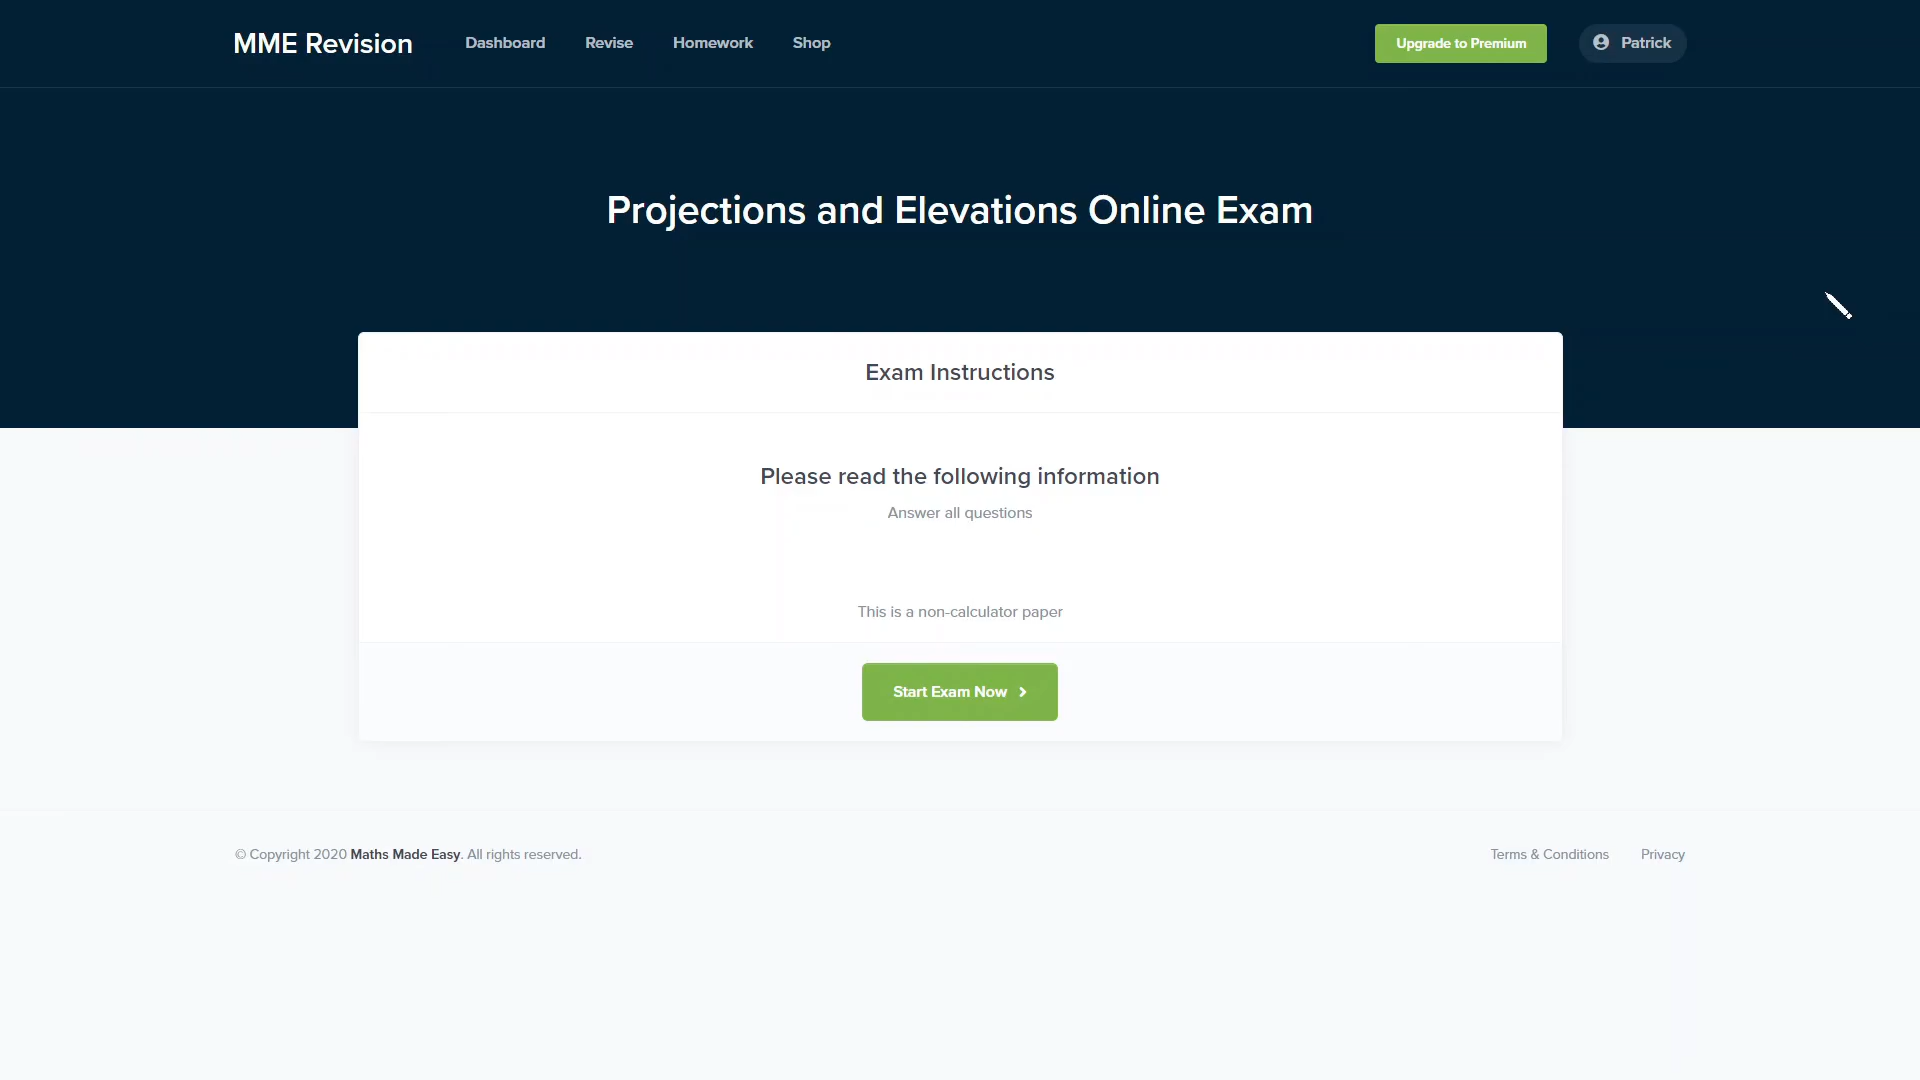 MME Revision Dashboard Revise Homework Shop Upgrade to Premium Patrick
Projections and Elevations Online Exam
Exam Instructions
Please read the following information
Answer all questions
This is a non-calculator paper
Start Exam Now
© Copyright 2020 Maths Made Easy. All rights reserved. Terms & Conditions Privacy